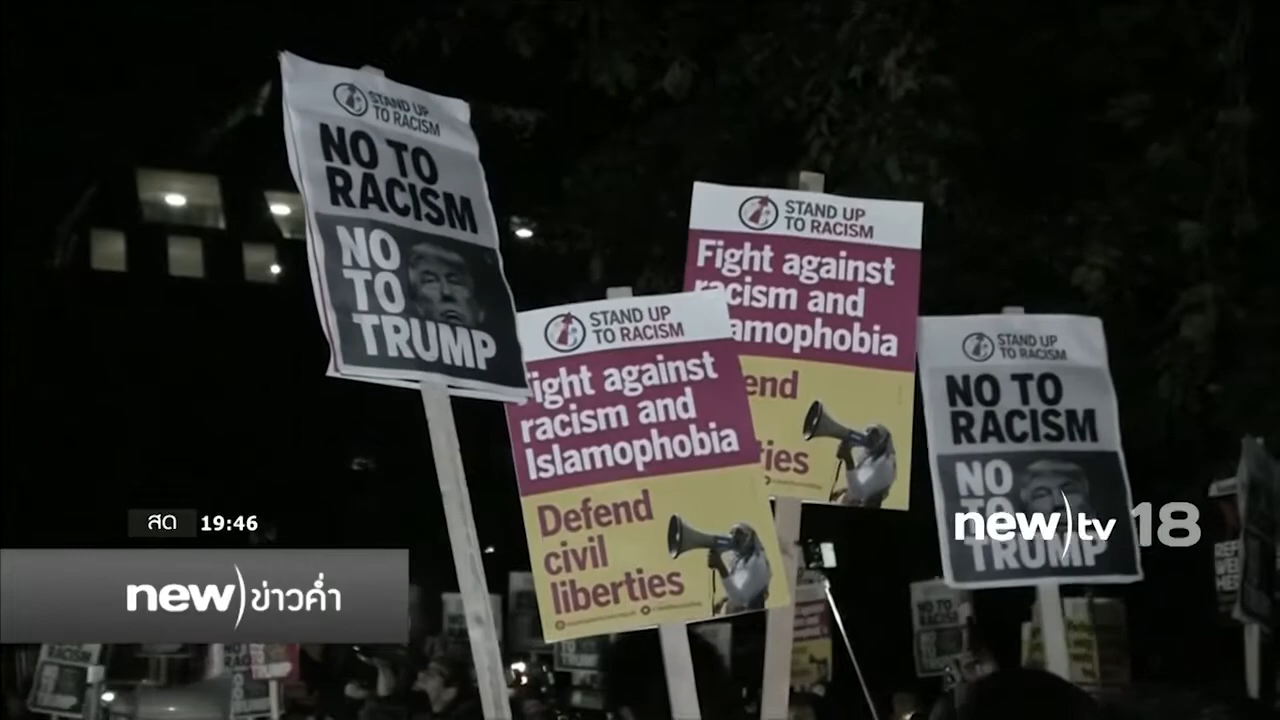 STAND UP
TO RACISM
NO TO
RACISM
NO
TO
TRUMP
STAND UP
TO RACISM
Fight against
racism and
Islamophobia
Defend
civil
liberties
STAND UP
TO RACISM
Fight against
racism and
STAND UP
TO RACISM
NO TO
RACISM
NO
TO
TRUMP
new)tv 18
สด 19:46
new)ข่าวค่ำ